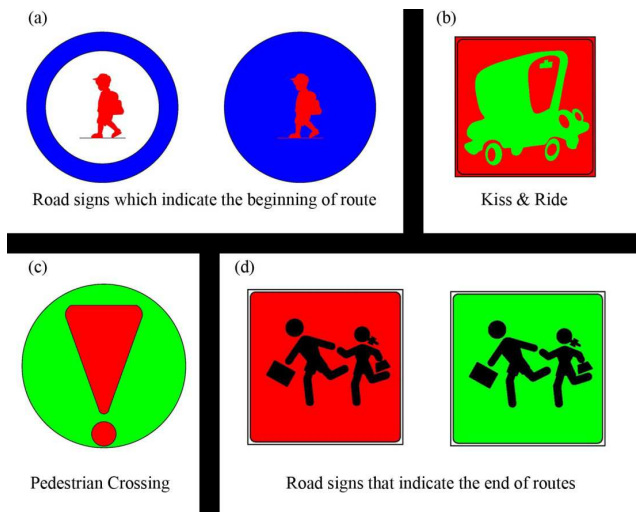 (a)
(b)
Road signs which indicate the beginning of route
Kiss & Ride
(c)
(d)
Pedestrian Crossing
Road signs that indicate the end of routes